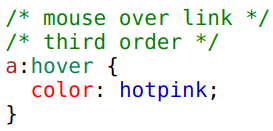 /* mouse over link */
/* third order */
a:hover {
  color: hotpink;
}